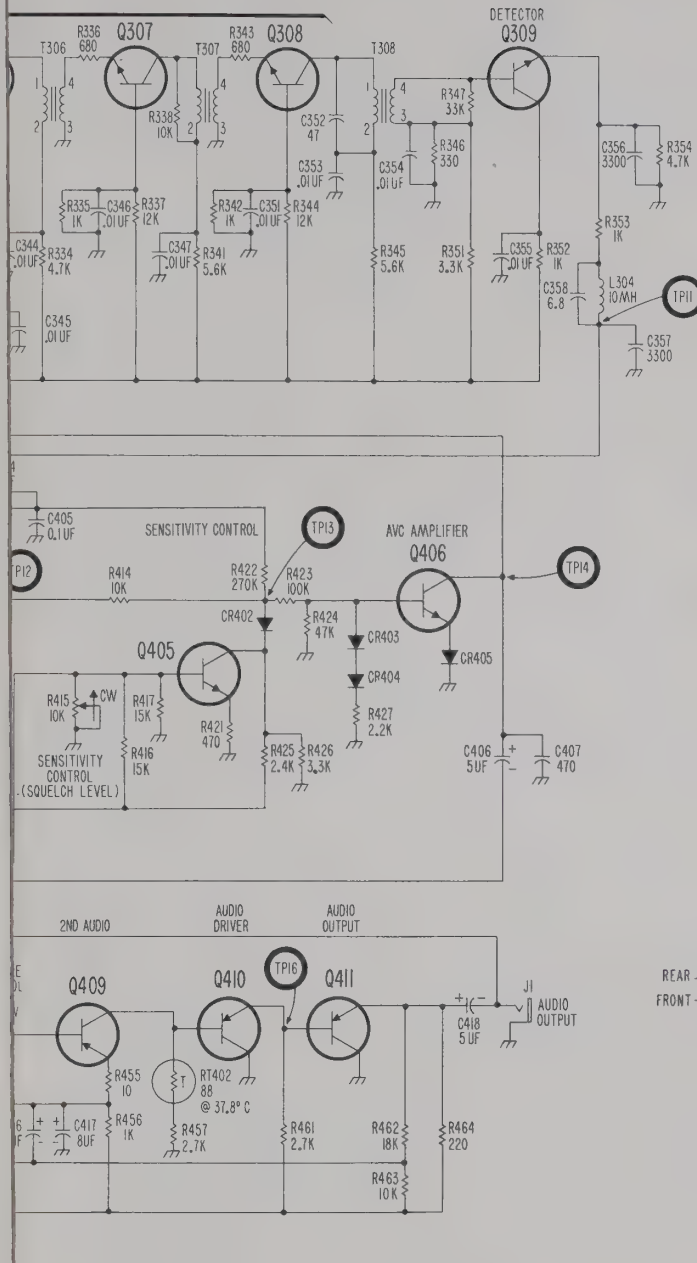 DETECTOR
Q309
T306
R336
680
Q307
T307
R343
680
Q308
T308
1
4
2
3
1
4
2
3
1
4
2
3
R338
10K
C352
47
R347
33K
C353
.01UF
C354
.01UF
R346
330
C356
3300
R354
4.7K
R335
1K
C346
.01UF
R337
12K
R342
1K
C351
.01UF
R344
12K
R353
1K
C344
.01UF
R334
4.7K
C347
.01UF
R341
5.6K
R345
5.6K
R351
3.3K
C355
.01UF
R352
1K
C358
6.8
L304
10MH
TP11
C345
.01UF
C357
3300
C405
0.1UF
SENSITIVITY CONTROL
TP13
AVC AMPLIFIER
Q406
TP14
TP12
R414
10K
R422
270K
R423
100K
CR402
R424
47K
CR403
CR404
CR405
Q405
R415
10K
CW
R417
15K
R421
470
R427
2.2K
SENSITIVITY
CONTROL
(SQUELCH LEVEL)
R416
15K
R425
2.4K
R426
3.3K
C406
5UF
+
-
C407
470
2ND AUDIO
AUDIO
DRIVER
AUDIO
OUTPUT
Q409
Q410
TP16
Q411
J1
AUDIO
OUTPUT
+
-
C418
5UF
REAR
FRONT
R455
10
T
RT402
88
@ 37.8° C
C417
8UF
R456
1K
R457
2.7K
R461
2.7K
R462
18K
R464
220
R463
10K